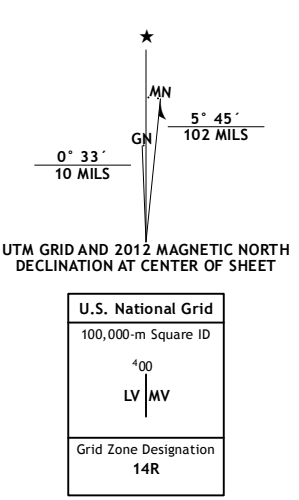 ★
MN
5° 45´
102 MILS
GN
0° 33´
10 MILS
UTM GRID AND 2012 MAGNETIC NORTH
DECLINATION AT CENTER OF SHEET
U.S. National Grid
100,000-m Square ID
⁴00
LV MV
Grid Zone Designation
14R